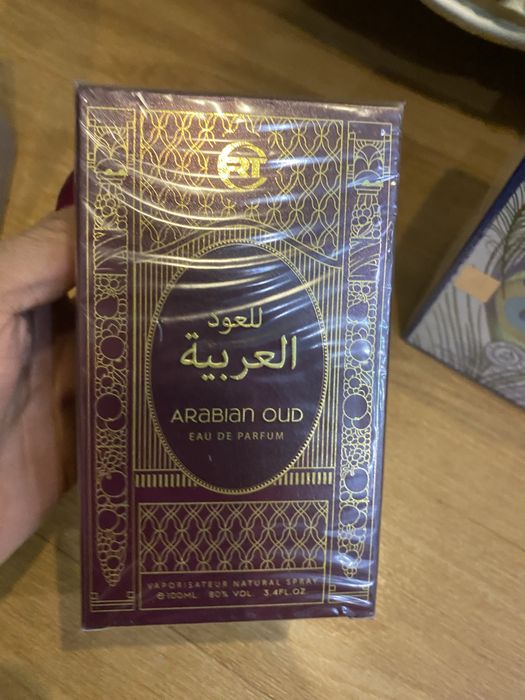 RT
للعود
العربية
ARABIAN OUD
EAU DE PARFUM
VAPORISATEUR NATURAL SPRAY
℮100ML 80% VOL. 3.4FL.OZ